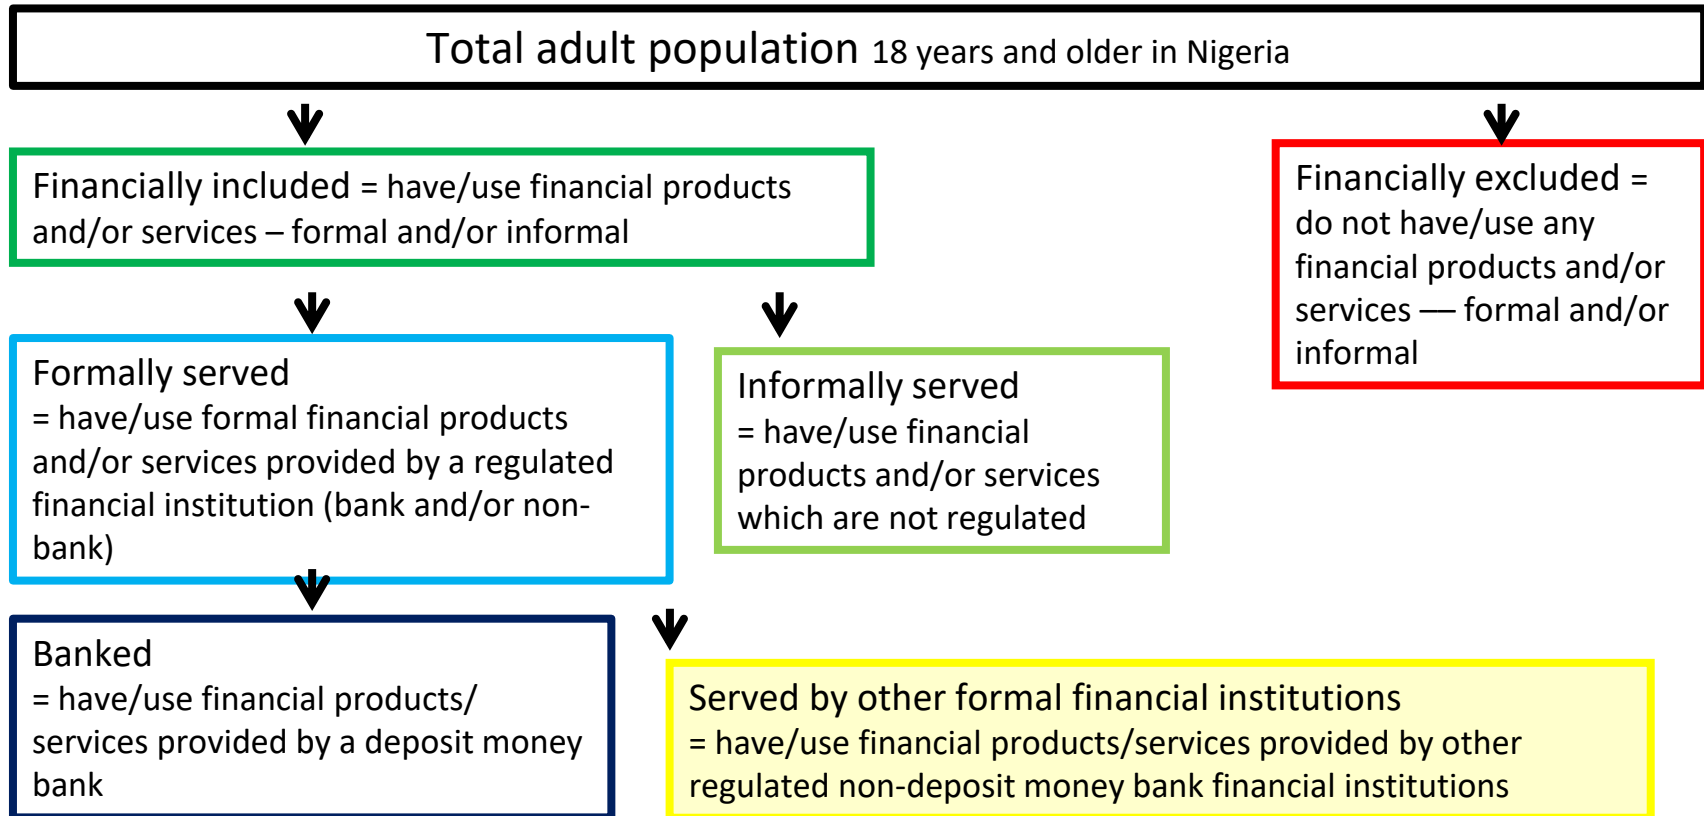 Total adult population 18 years and older in Nigeria
Financially included = have/use financial products
and/or services – formal and/or informal
Financially excluded =
do not have/use any
financial products and/or
services –– formal and/or
informal
Formally served
= have/use formal financial products
and/or services provided by a regulated
financial institution (bank and/or non-
bank)
Informally served
= have/use financial
products and/or services
which are not regulated
Banked
= have/use financial products/
services provided by a deposit money
bank
Served by other formal financial institutions
= have/use financial products/services provided by other
regulated non-deposit money bank financial institutions